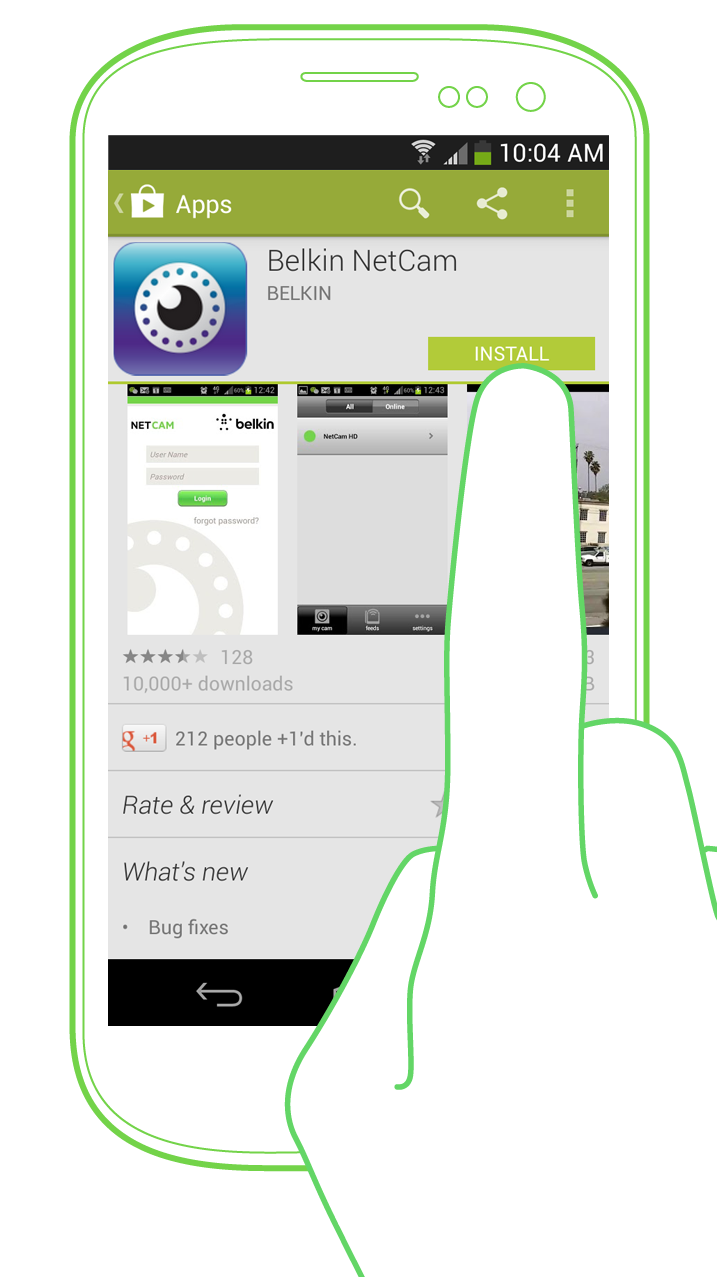 10:04 AM
Apps
Belkin NetCam
BELKIN
INSTALL
12:42
NETCAM belkin
User Name
Password
Login
forgot password?
12:43
All Online
NetCam HD
my cam feeds settings
128
10,000+ downloads
g +1 212 people +1'd this.
Rate & review
What's new
• Bug fixes